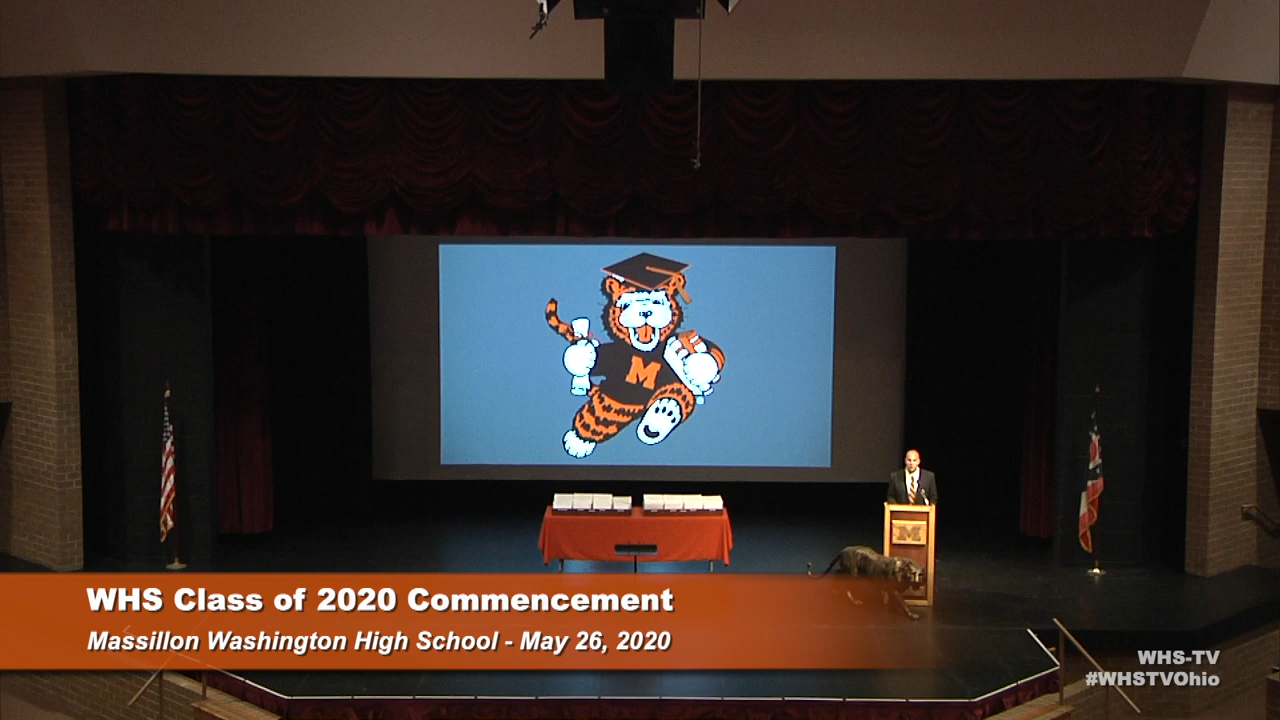 M
M
WHS Class of 2020 Commencement
Massillon Washington High School - May 26, 2020
WHS-TV
#WHSTVOhio